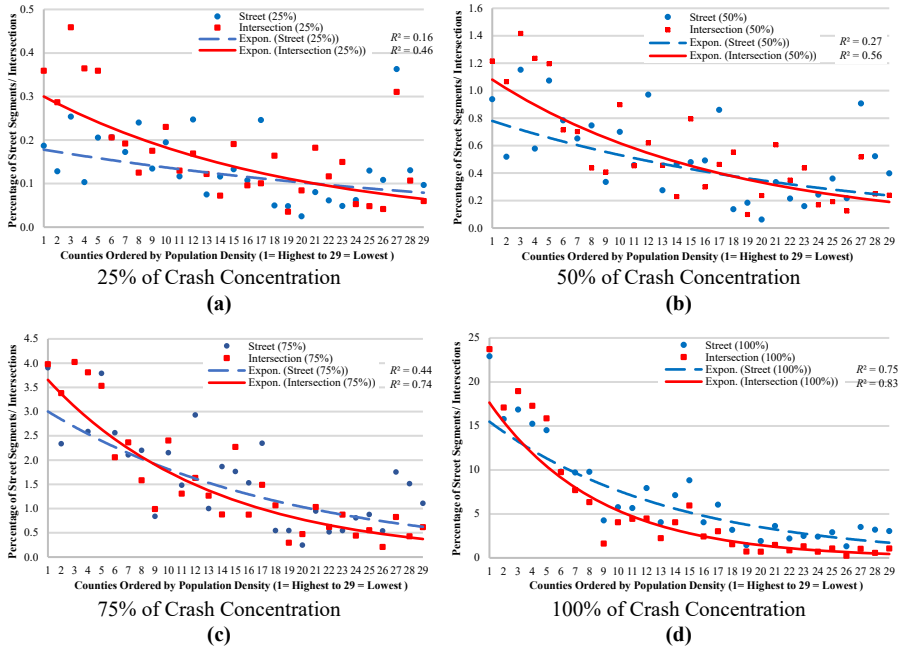 0.5
0.4
0.3
0.2
0.1
0.0
Percentage of Street Segments/ Intersections
Street (25%)
Intersection (25%)
Expon. (Street (25%))
Expon. (Intersection (25%))
R² = 0.16
R² = 0.46
1 2 3 4 5 6 7 8 9 10 11 12 13 14 15 16 17 18 19 20 21 22 23 24 25 26 27 28 29
Counties Ordered by Population Density (1= Highest to 29 = Lowest )
25% of Crash Concentration
(a)
1.6
1.4
1.2
1.0
0.8
0.6
0.4
0.2
0.0
Percentage of Street Segments/ Intersections
Street (50%)
Intersection (50%)
Expon. (Street (50%))
Expon. (Intersection (50%))
R² = 0.27
R² = 0.56
1 2 3 4 5 6 7 8 9 10 11 12 13 14 15 16 17 18 19 20 21 22 23 24 25 26 27 28 29
Counties Ordered by Population Density (1= Highest to 29 = Lowest)
50% of Crash Concentration
(b)
4.5
4.0
3.5
3.0
2.5
2.0
1.5
1.0
0.5
0.0
Percentage of Street Segments/ Intersections
Street (75%)
Intersection (75%)
Expon. (Street (75%))
Expon. (Intersection (75%))
R² = 0.44
R² = 0.74
1 2 3 4 5 6 7 8 9 10 11 12 13 14 15 16 17 18 19 20 21 22 23 24 25 26 27 28 29
Counties Ordered by Population Density (1= Highest to 29 = Lowest )
75% of Crash Concentration
(c)
25
20
15
10
5
0
Percentage of Street Segments/ Intersections
Street (100%)
Intersection (100%)
Expon. (Street (100%))
Expon. (Intersection (100%))
R² = 0.75
R² = 0.83
1 2 3 4 5 6 7 8 9 10 11 12 13 14 15 16 17 18 19 20 21 22 23 24 25 26 27 28 29
Counties Ordered by Population Density (1= Highest to 29 = Lowest )
100% of Crash Concentration
(d)